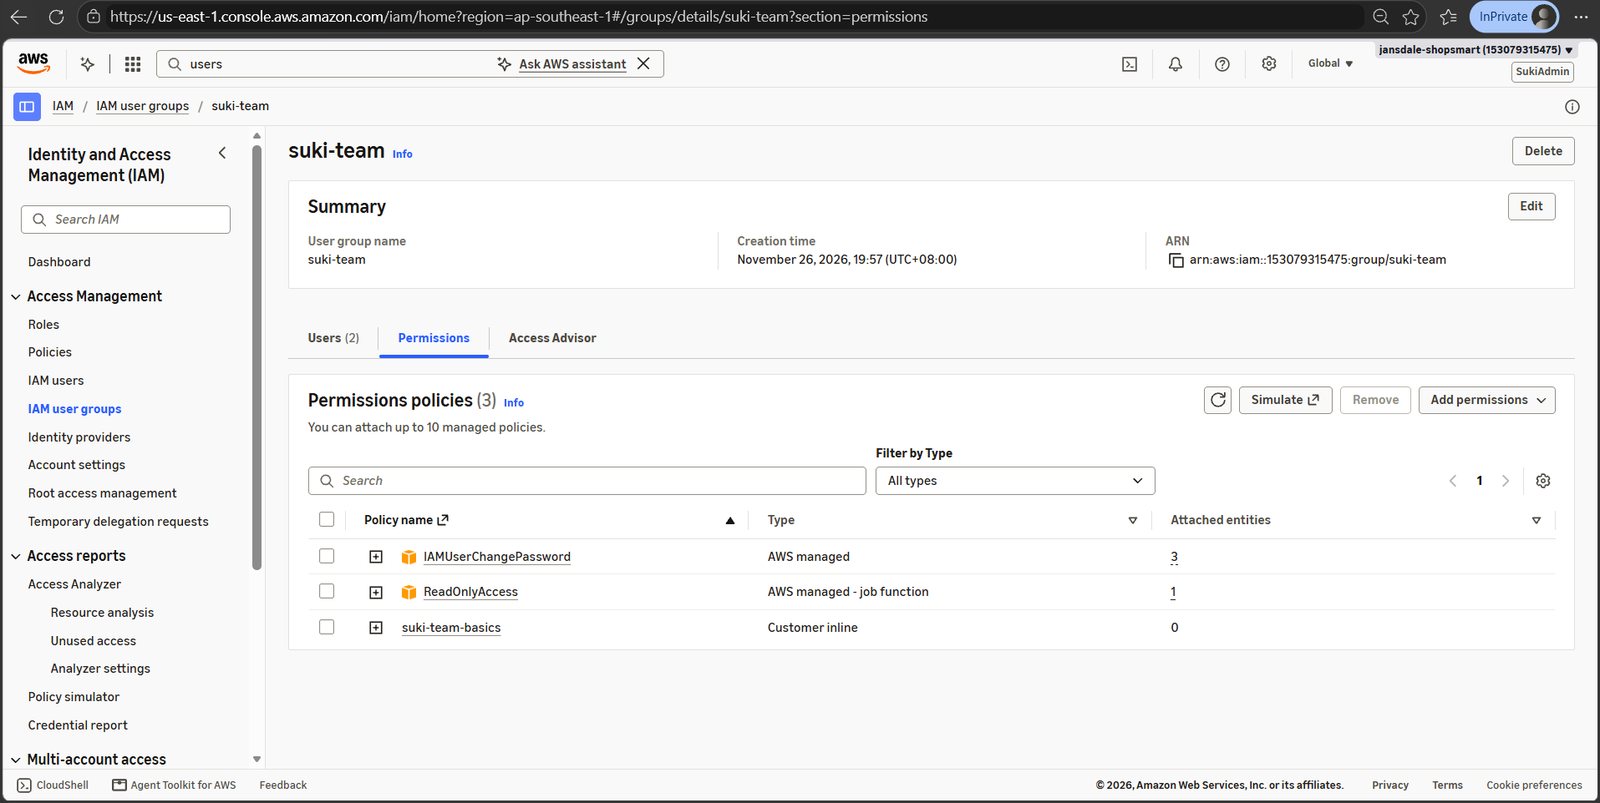 https://us-east-1.console.aws.amazon.com/iam/home?region=ap-southeast-1#/groups/details/suki-team?section=permissions
InPrivate
aws
users
Ask AWS assistant
Global
jansdale-shopsmart (153079315475)
SukiAdmin
IAM / IAM user groups / suki-team
Identity and Access
Management (IAM)
Search IAM
Dashboard
Access Management
Roles
Policies
IAM users
IAM user groups
Identity providers
Account settings
Root access management
Temporary delegation requests
Access reports
Access Analyzer
Resource analysis
Unused access
Analyzer settings
Policy simulator
Credential report
Multi-account access
suki-team Info
Delete
Summary
Edit
User group name
suki-team
Creation time
November 26, 2026, 19:57 (UTC+08:00)
ARN
arn:aws:iam::153079315475:group/suki-team
Users (2)
Permissions
Access Advisor
Permissions policies (3) Info
You can attach up to 10 managed policies.
Simulate
Remove
Add permissions
Filter by Type
Search
All types
1
Policy name
Type
Attached entities
IAMUserChangePassword
AWS managed
3
ReadOnlyAccess
AWS managed - job function
1
suki-team-basics
Customer inline
0
CloudShell
Agent Toolkit for AWS
Feedback
© 2026, Amazon Web Services, Inc. or its affiliates.
Privacy
Terms
Cookie preferences